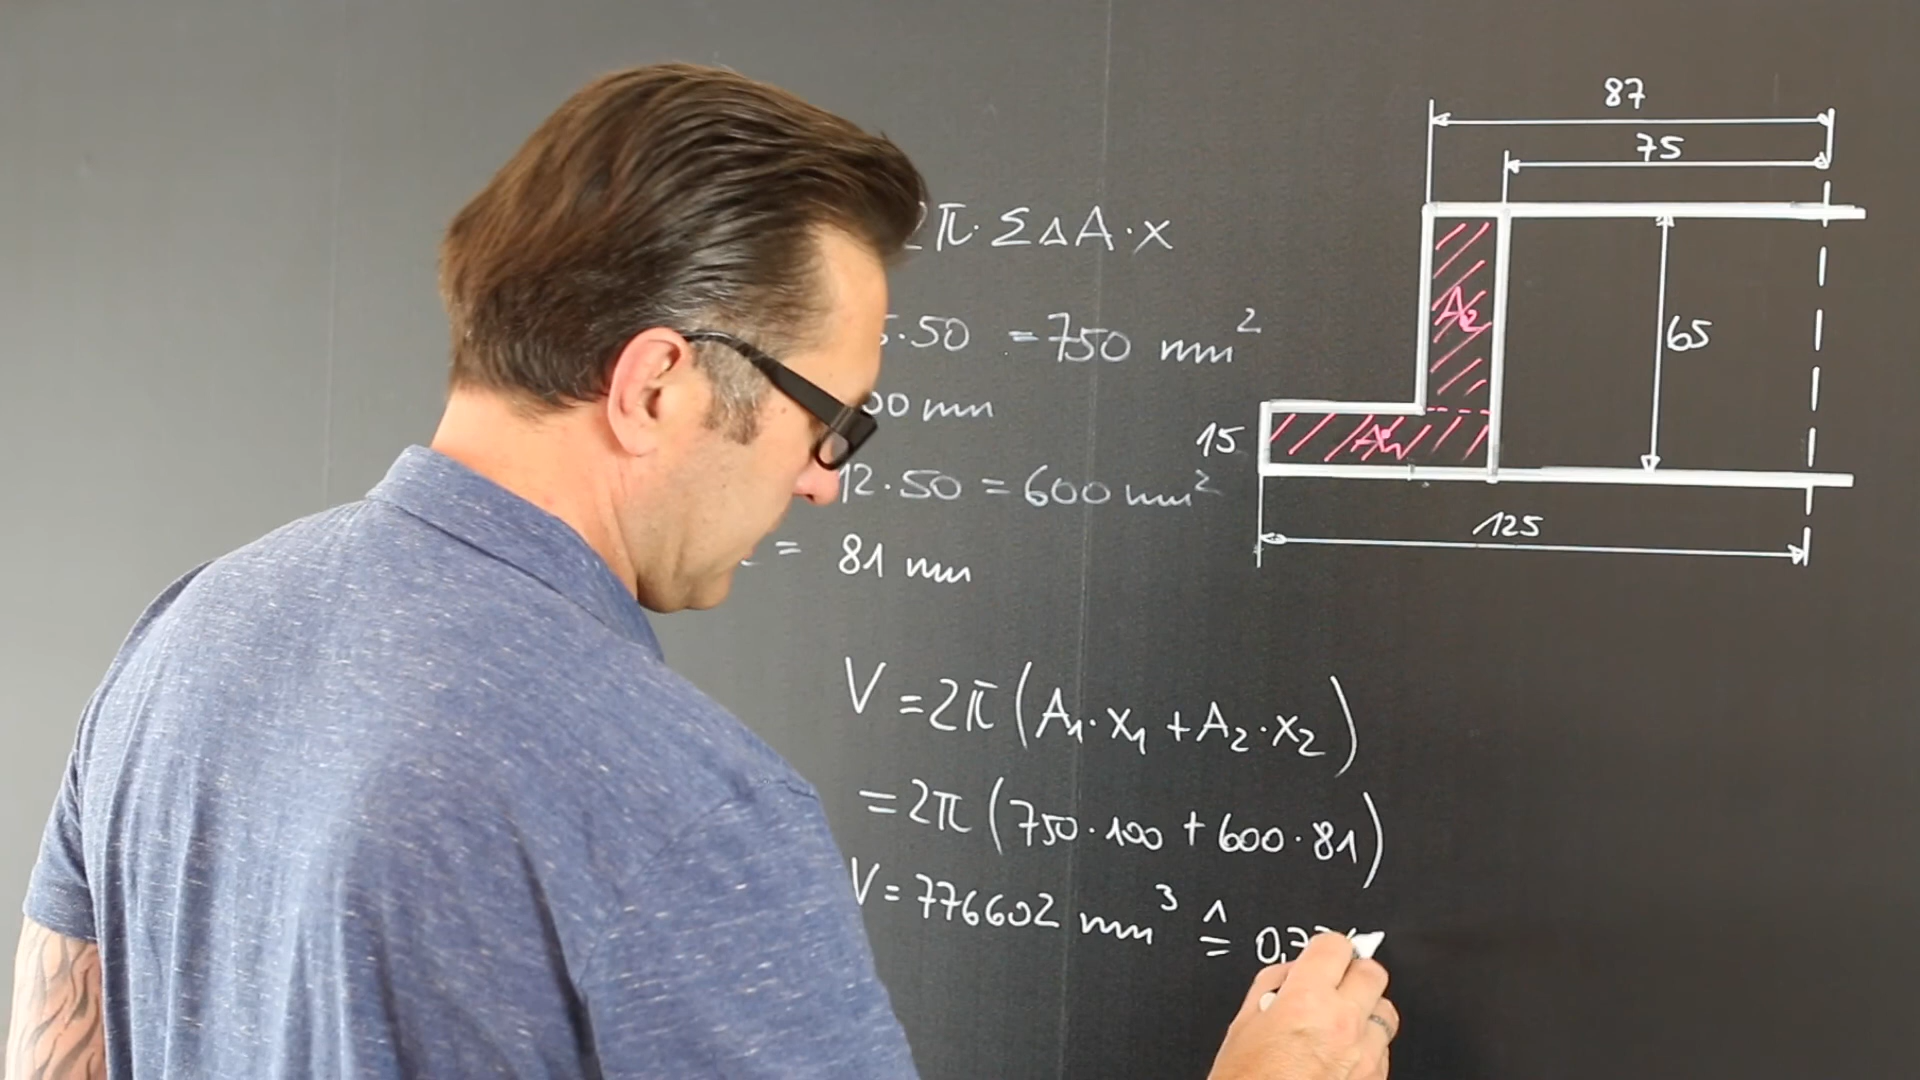 2π·ΣΔA·x
5·50 = 750 mm²
00 mm
12·50 = 600 mm²
= 81 mm
V = 2π (A₁·x₁ + A₂·x₂)
= 2π (750·100 + 600·81)
V = 776602 mm³ ≙ 0,7
87
75
A₂
65
15
A₁
125